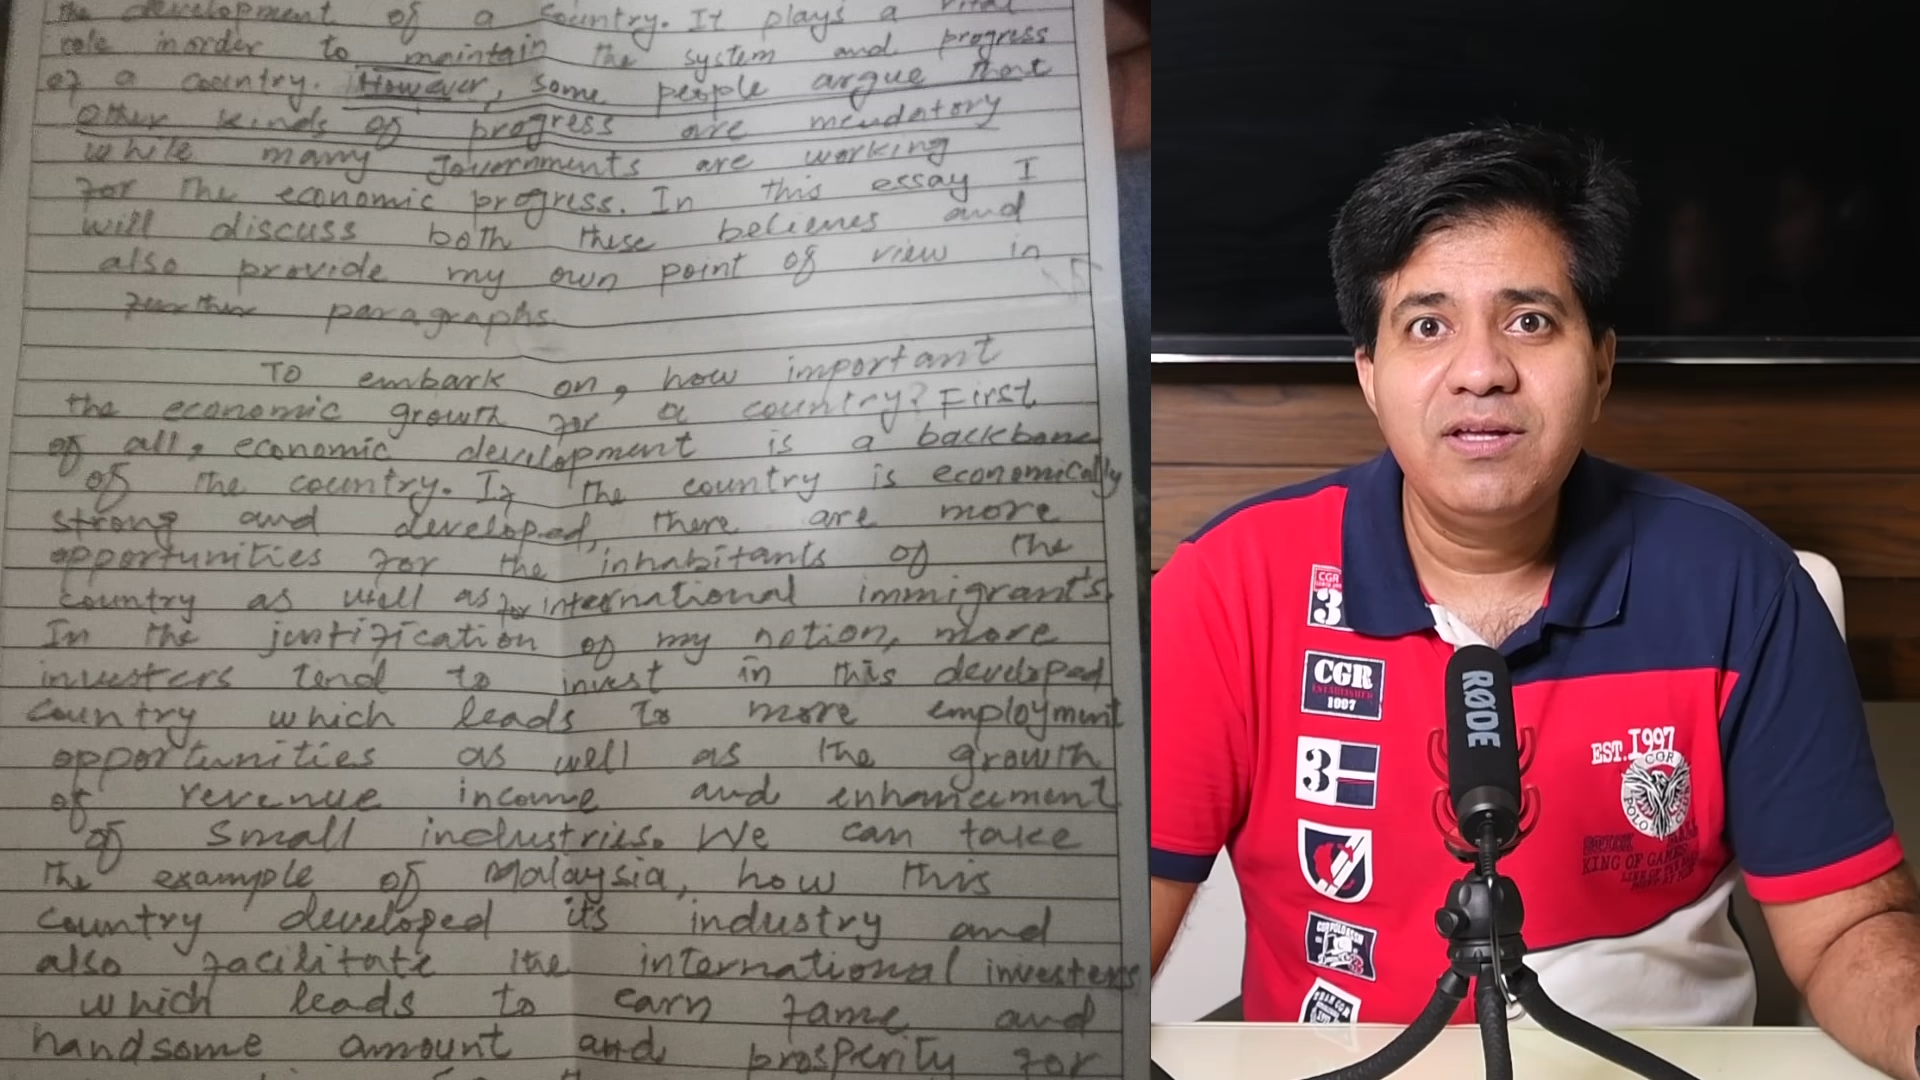 the development of a country. It plays a vital
role inorder to maintain the system and progress
of a country. However, some people argue that
other kinds of progress are mendatory
while many governments are working
for the economic progress. In this essay I
will discuss both these believes and
also provide my own point of view in
further paragraphs
To embark on, how important
the economic growth for a country? First
of all, economic development is a backbone
of the country. If the country is economically
strong and developed, there are more
opportunities for the inhabitants of the
country as well as for international immigrants.
In the justification of my notion, more
investers tend to invest in this developed
country which leads to more employment
opportunities as well as the growth
of revenue income and enhancement
of small industries. We can take
the example of Malaysia, how this
country developed its industry and
also facilitate the international investers
which leads to earn fame and
handsome amount and prosperity for
CGR
3
CGR
ESTABLISHED
1997
3
RØDE
EST.1997
CGR
POLO
KING OF GAMES